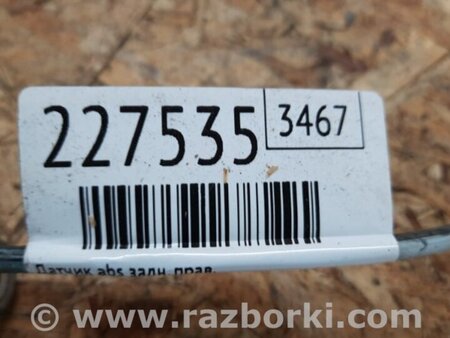 227535 3467
Датчик abs задн. прав.
© www.razborki.com